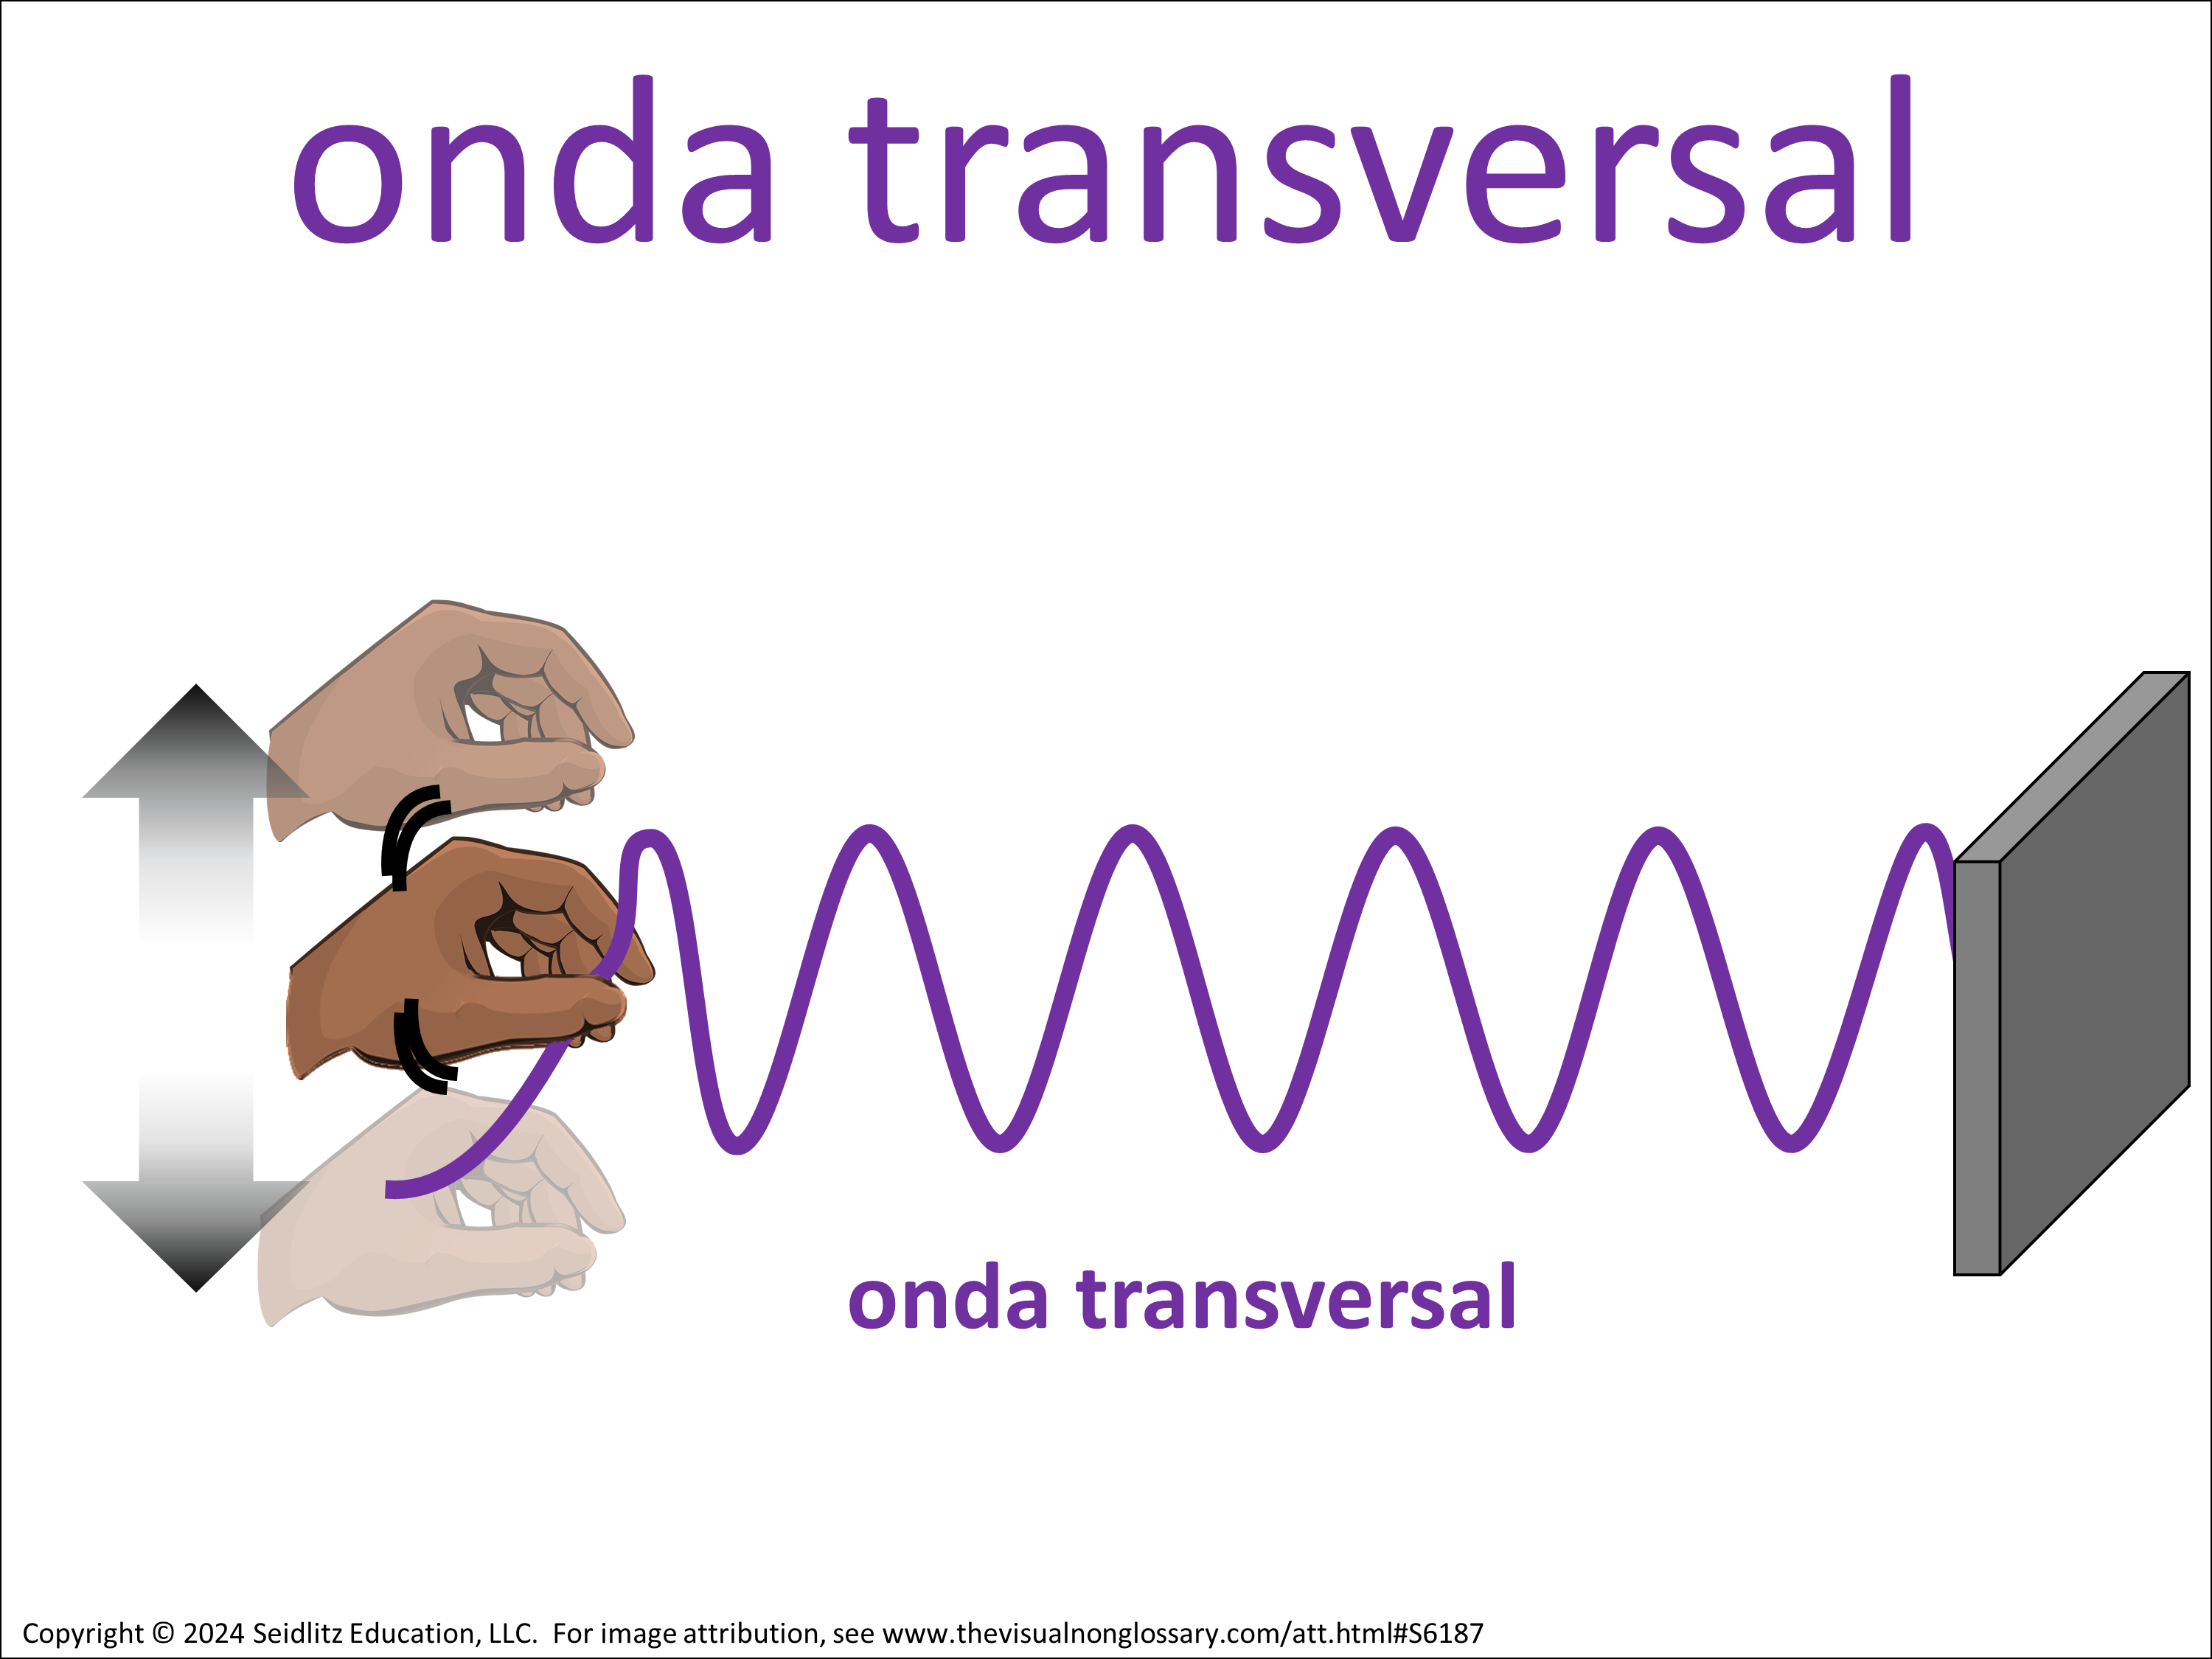 onda transversal
onda transversal
Copyright © 2024 Seidlitz Education, LLC.  For image attribution, see www.thevisualnonglossary.com/att.html#S6187